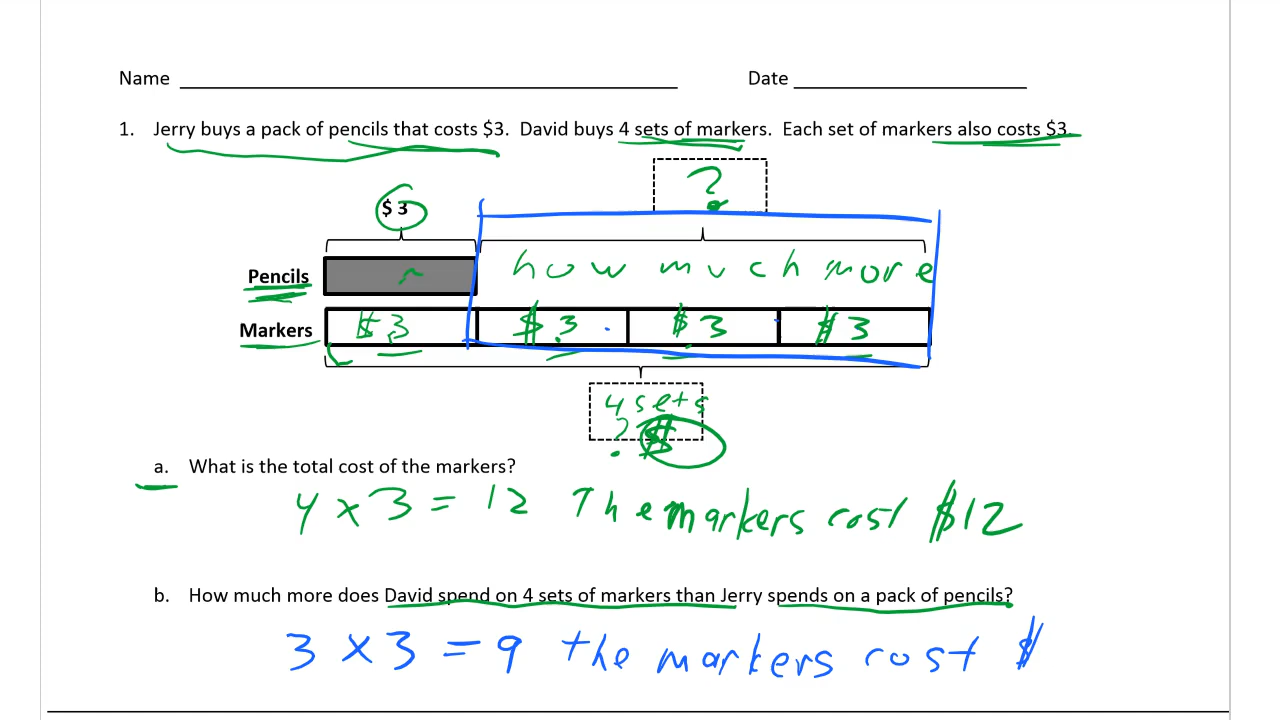 Name Date
1. Jerry buys a pack of pencils that costs $3. David buys 4 sets of markers. Each set of markers also costs $3.
?
$ 3
Pencils how much more
Markers $3 $3 $3 $3
4 sets
? $
a. What is the total cost of the markers?
4 x 3 = 12 The markers cost $12
b. How much more does David spend on 4 sets of markers than Jerry spends on a pack of pencils?
3 x 3 = 9 the markers cost $